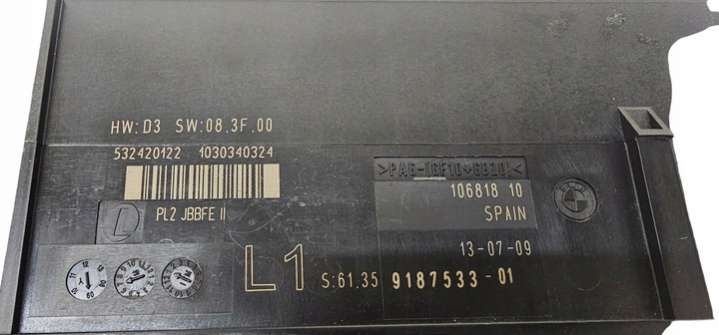 HW:D3 SW:08.3F.00
532420122 1030340324
PL2 JBBFE II
L
>PA6-(GF10+GB20)<
106818 10
SPAIN
13-07-09
L1 S:61.35 9187533-01